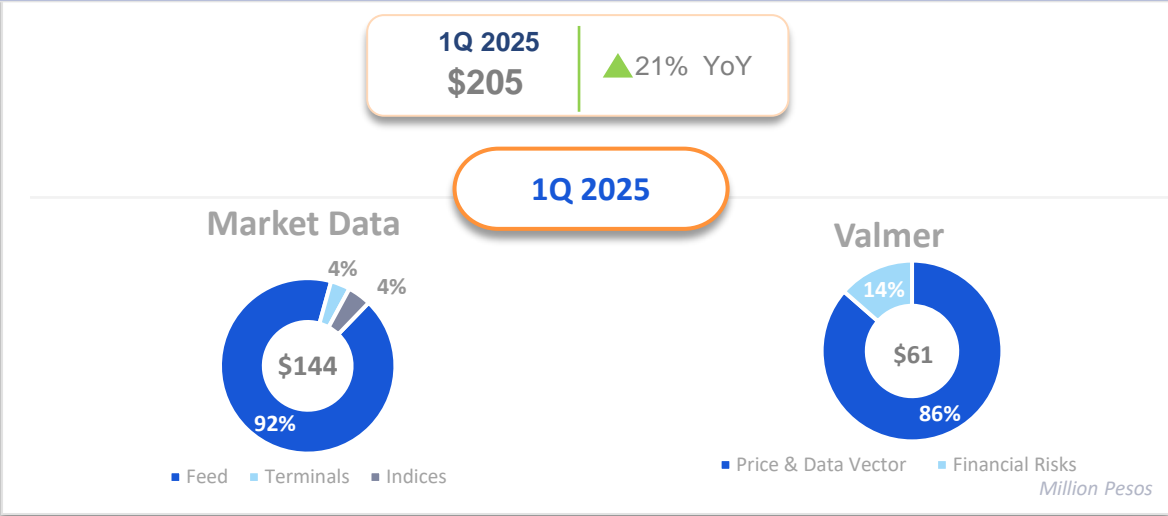 1Q 2025
$205
21% YoY
1Q 2025
Market Data
4%
4%
$144
92%
Feed Terminals Indices
Valmer
14%
$61
86%
Price & Data Vector Financial Risks
Million Pesos